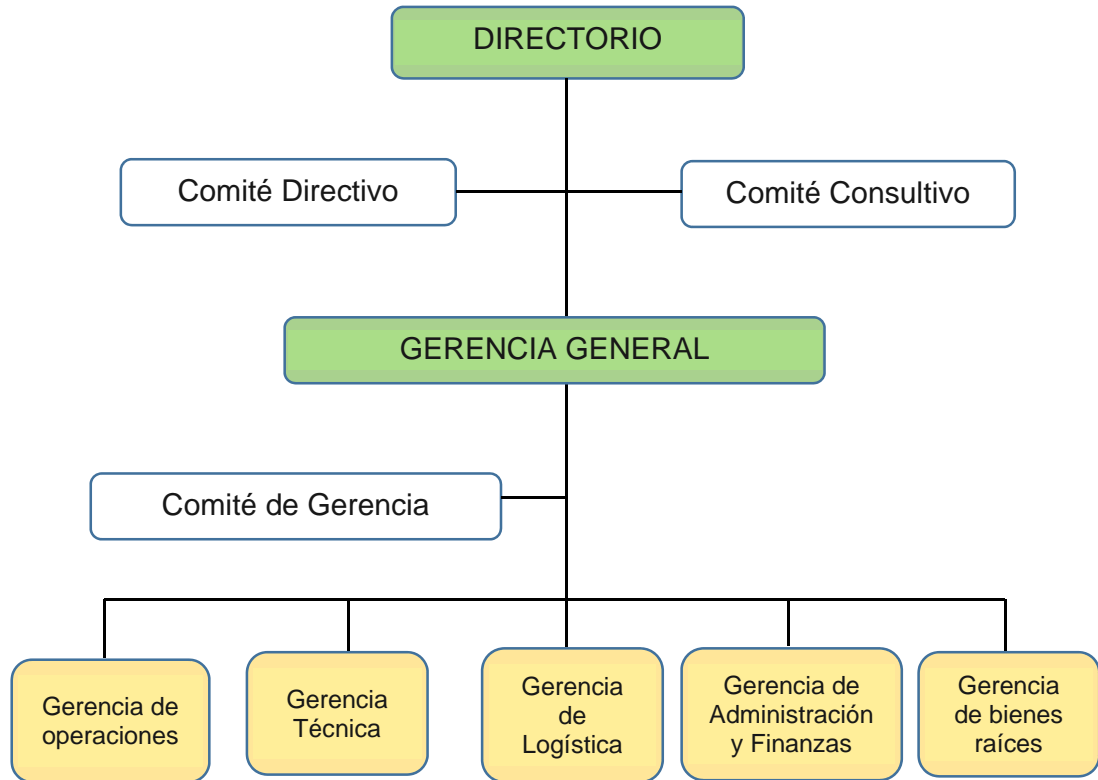 DIRECTORIO
Comité Directivo
Comité Consultivo
GERENCIA GENERAL
Comité de Gerencia
Gerencia de
operaciones
Gerencia
Técnica
Gerencia
de
Logística
Gerencia de
Administración
y Finanzas
Gerencia
de bienes
raíces